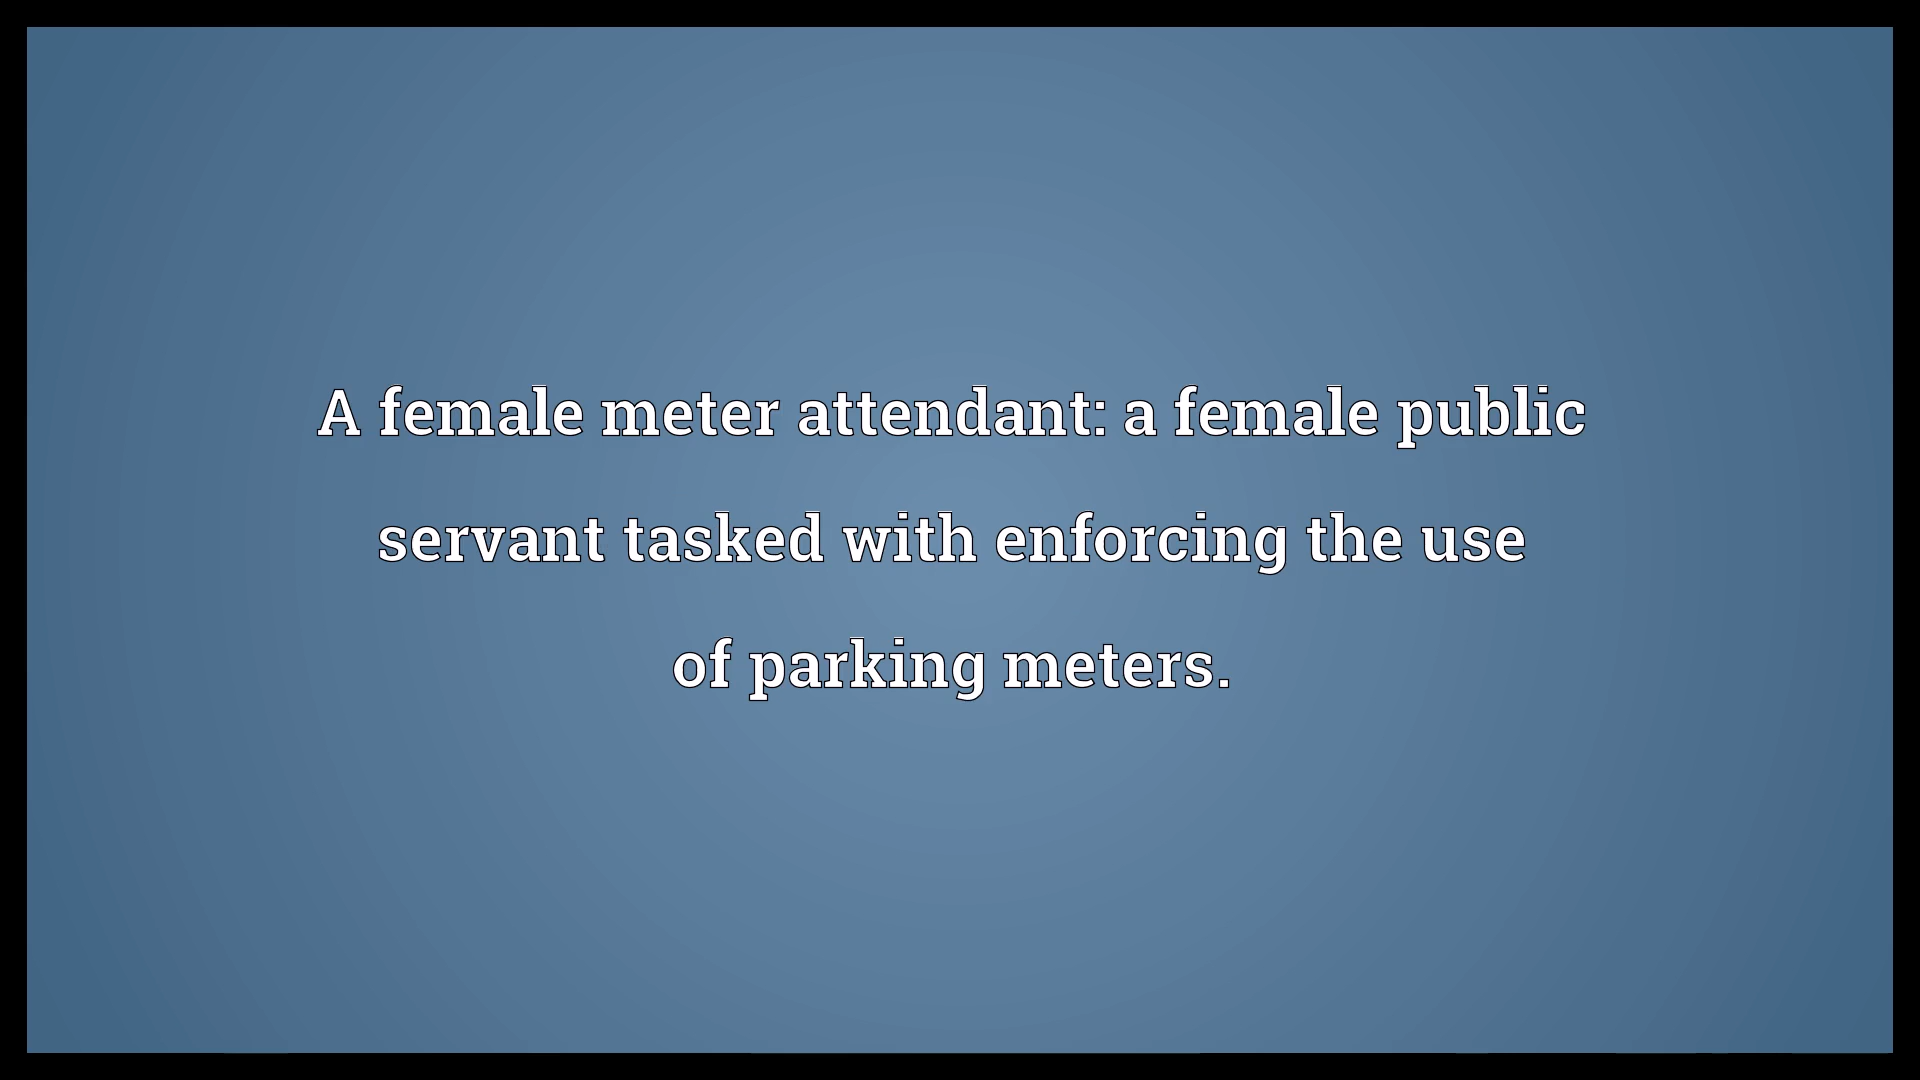 A female meter attendant: a female public
servant tasked with enforcing the use
of parking meters.